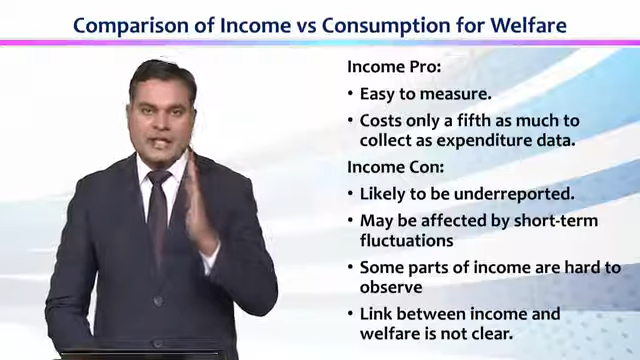 Comparison of Income vs Consumption for Welfare
Income Pro:
• Easy to measure.
• Costs only a fifth as much to
collect as expenditure data.
Income Con:
• Likely to be underreported.
• May be affected by short-term
fluctuations
• Some parts of income are hard to
observe
• Link between income and
welfare is not clear.